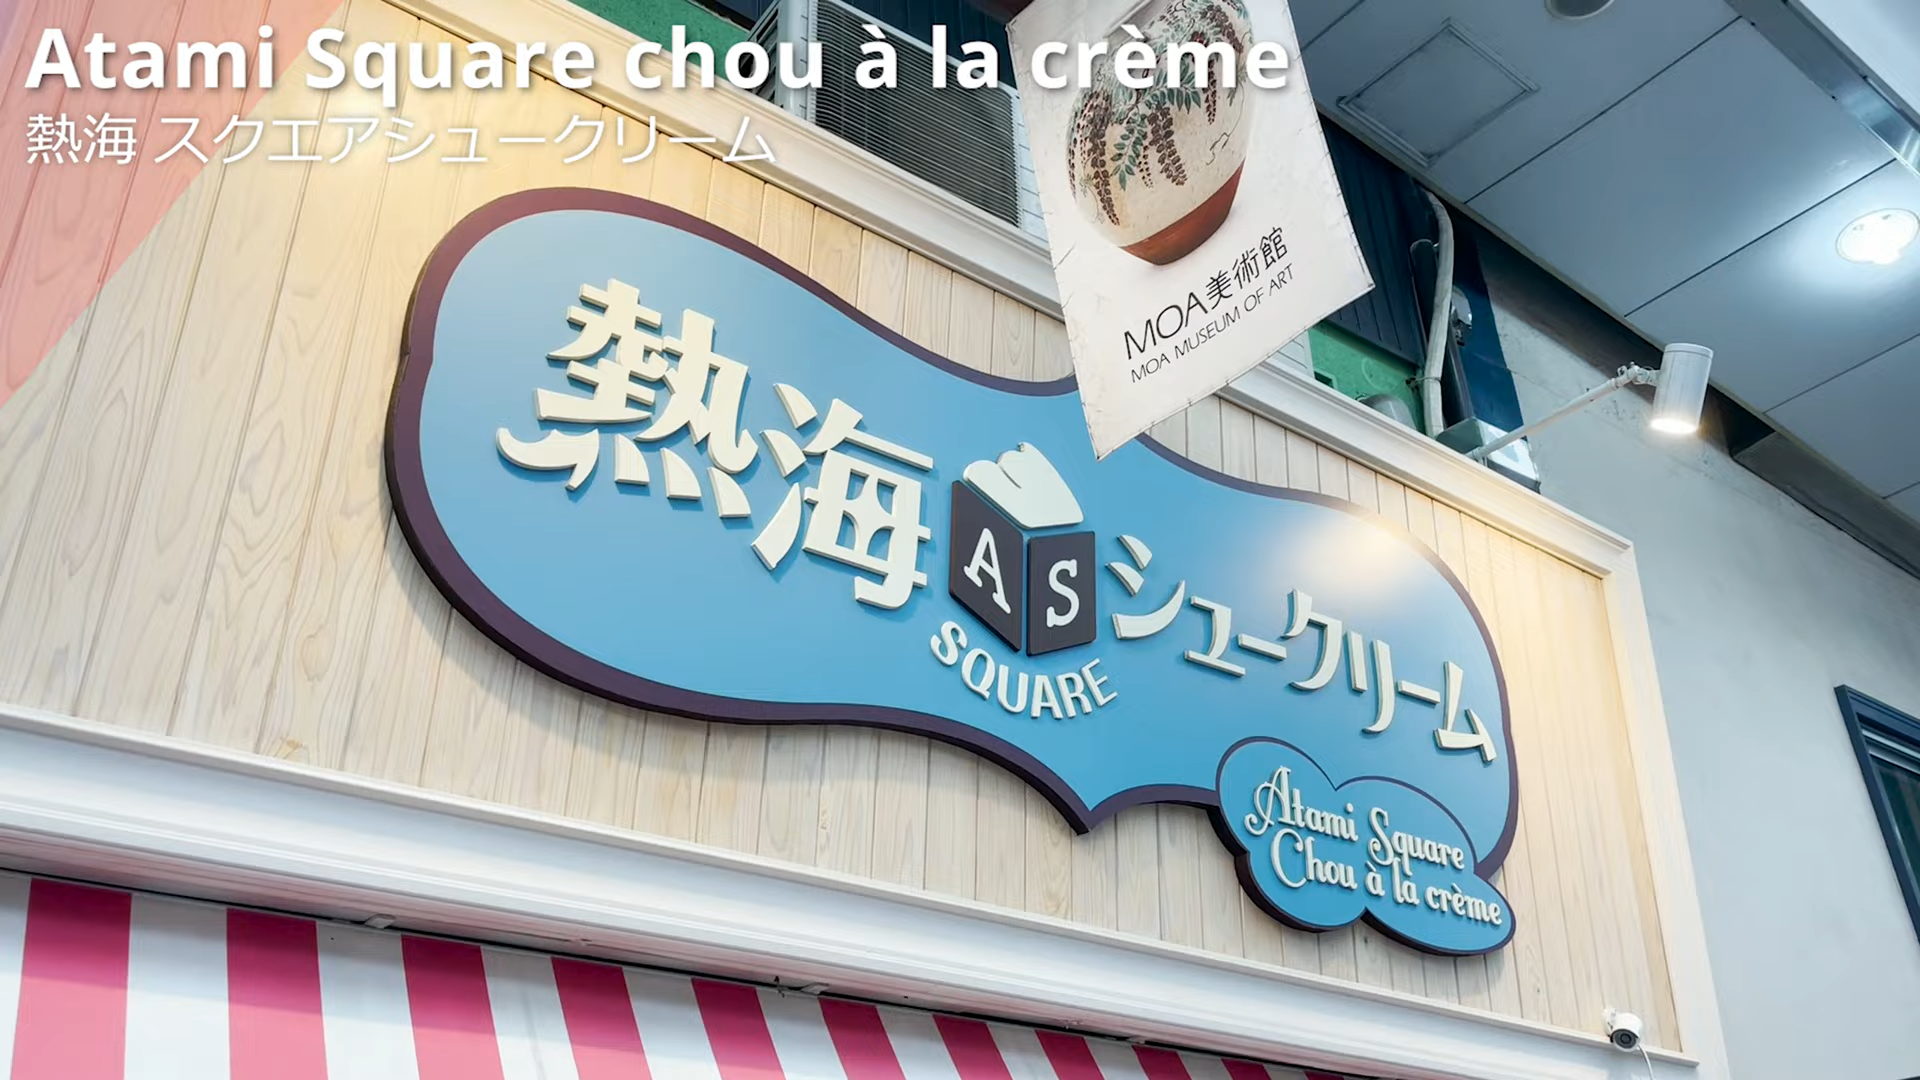 Atami Square chou à la crème
熱海 スクエアシュークリーム
MOA美術館
MOA MUSEUM OF ART
熱海
AS
SQUARE
シュークリーム
Atami Square
Chou à la crème